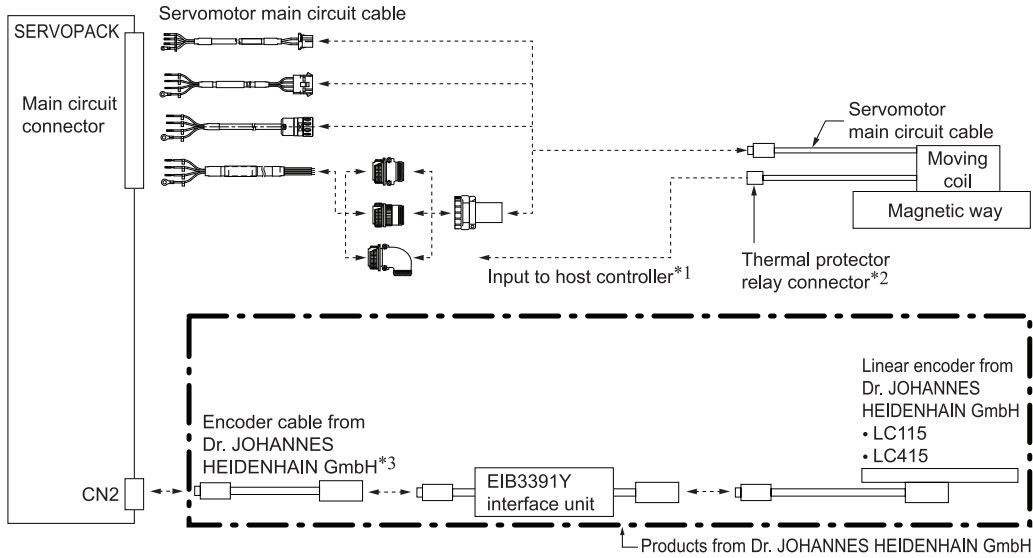 Servomotor main circuit cable
SERVOPACK
Main circuit
connector
Servomotor
main circuit cable
Moving
coil
Magnetic way
Input to host controller*1
Thermal protector
relay connector*2
Linear encoder from
Dr. JOHANNES
HEIDENHAIN GmbH
• LC115
• LC415
Encoder cable from
Dr. JOHANNES
HEIDENHAIN GmbH*3
CN2
EIB3391Y
interface unit
Products from Dr. JOHANNES HEIDENHAIN GmbH